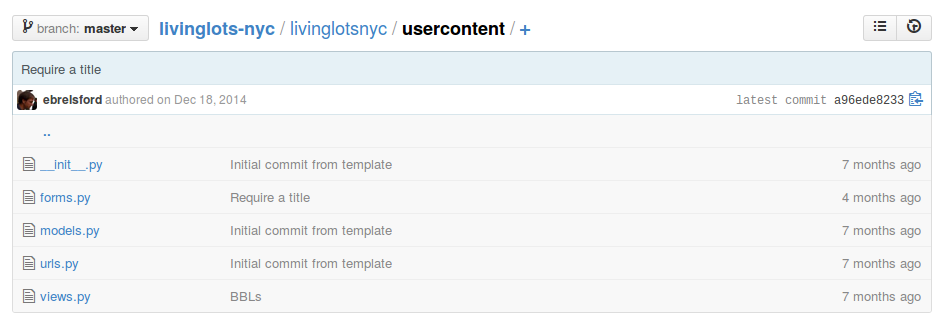 branch: master livinglots-nyc / livinglotsnyc / usercontent / +
Require a title
ebrelsford authored on Dec 18, 2014 latest commit a96ede8233
..
__init__.py Initial commit from template 7 months ago
forms.py Require a title 4 months ago
models.py Initial commit from template 7 months ago
urls.py Initial commit from template 7 months ago
views.py BBLs 7 months ago